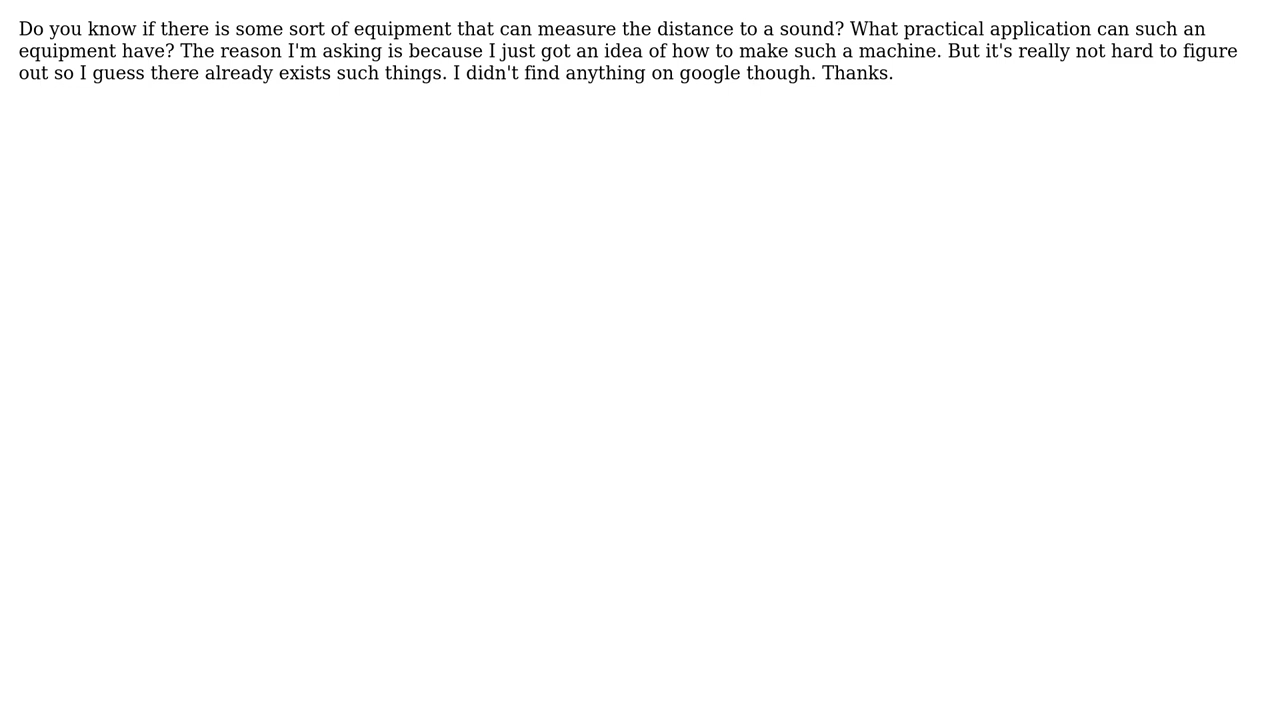 Do you know if there is some sort of equipment that can measure the distance to a sound? What practical application can such an
equipment have? The reason I'm asking is because I just got an idea of how to make such a machine. But it's really not hard to figure
out so I guess there already exists such things. I didn't find anything on google though. Thanks.